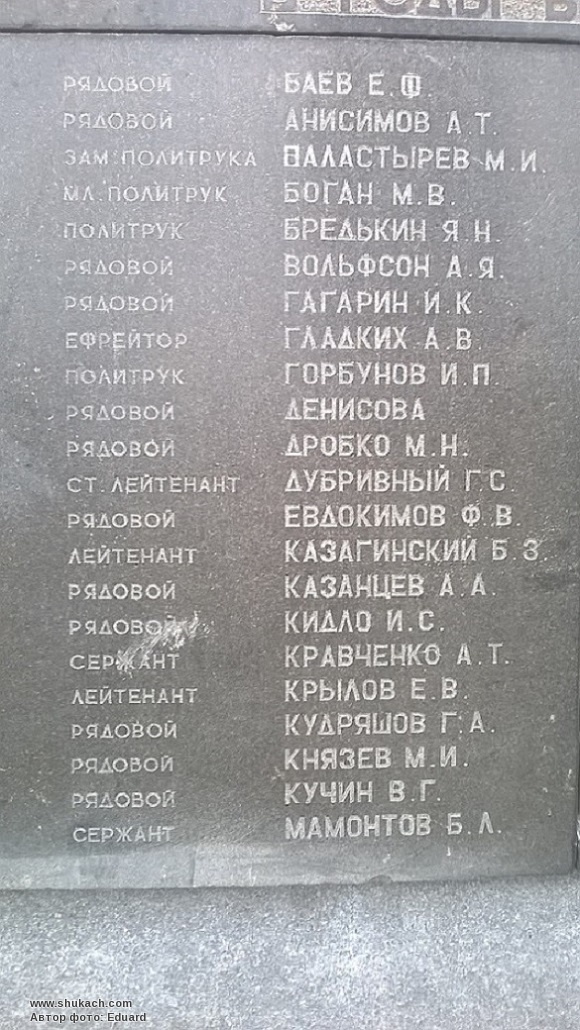 РЯДОВОЙ БАЕВ Е.Ф.
РЯДОВОЙ АНИСИМОВ А.Т.
ЗАМ.ПОЛИТРУКА ПАЛАСТЫРЕВ М.И.
МЛ.ПОЛИТРУК БОГАН М.В.
ПОЛИТРУК БРЕДЬКИН Я.Н.
РЯДОВОЙ ВОЛЬФСОН А.Я.
РЯДОВОЙ ГАГАРИН И.К.
ЕФРЕЙТОР ГЛАДКИХ А.В.
ПОЛИТРУК ГОРБУНОВ И.П.
РЯДОВОЙ ДЕНИСОВА
РЯДОВОЙ ДРОБКО М.Н.
СТ.ЛЕЙТЕНАНТ ДУБРИВНЫЙ Г.С.
РЯДОВОЙ ЕВДОКИМОВ Ф.В.
ЛЕЙТЕНАНТ КАЗАГИНСКИЙ Б.З.
РЯДОВОЙ КАЗАНЦЕВ А.А.
РЯДОВОЙ КИДЛО И.С.
СЕРЖАНТ КРАВЧЕНКО А.Т.
ЛЕЙТЕНАНТ КРЫЛОВ Е.В.
РЯДОВОЙ КУДРЯШОВ Г.А.
РЯДОВОЙ КНЯЗЕВ М.И.
РЯДОВОЙ КУЧИН В.Г.
СЕРЖАНТ МАМОНТОВ Б.Л.
www.shukach.com
Автор фото: Eduard